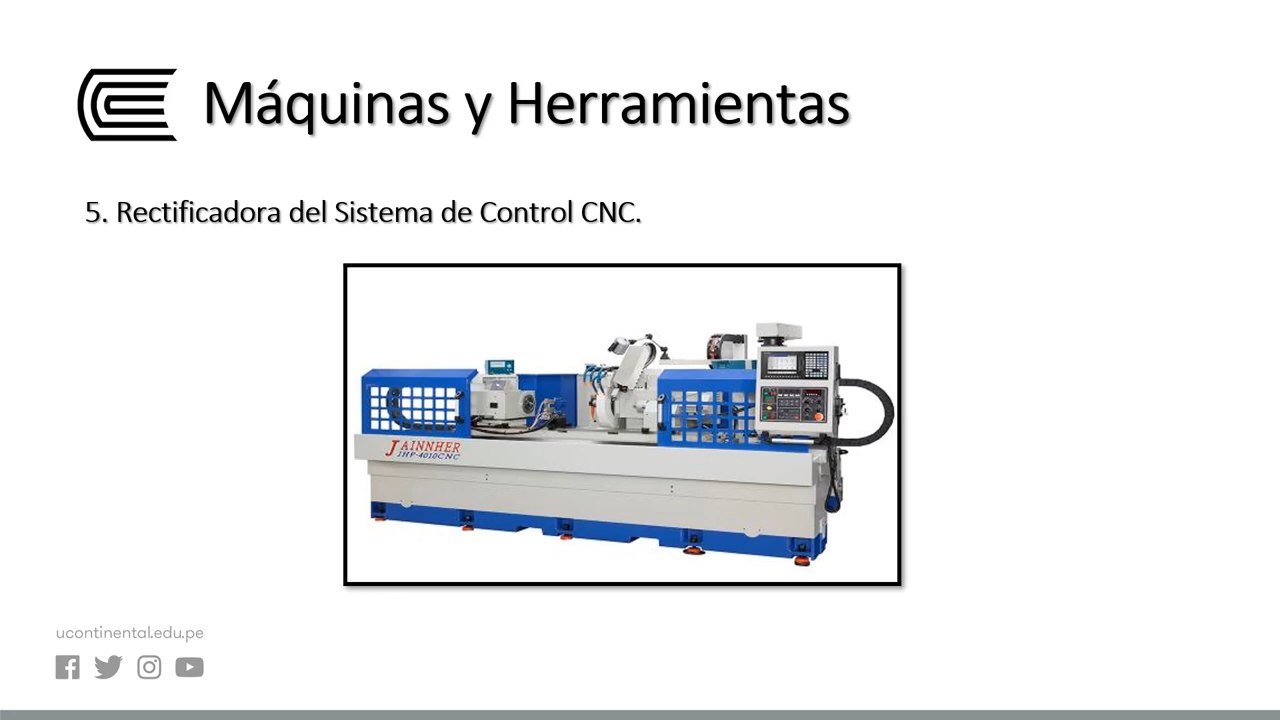 Máquinas y Herramientas
5. Rectificadora del Sistema de Control CNC.
JAINNHER
JHP-4010CNC
ucontinental.edu.pe